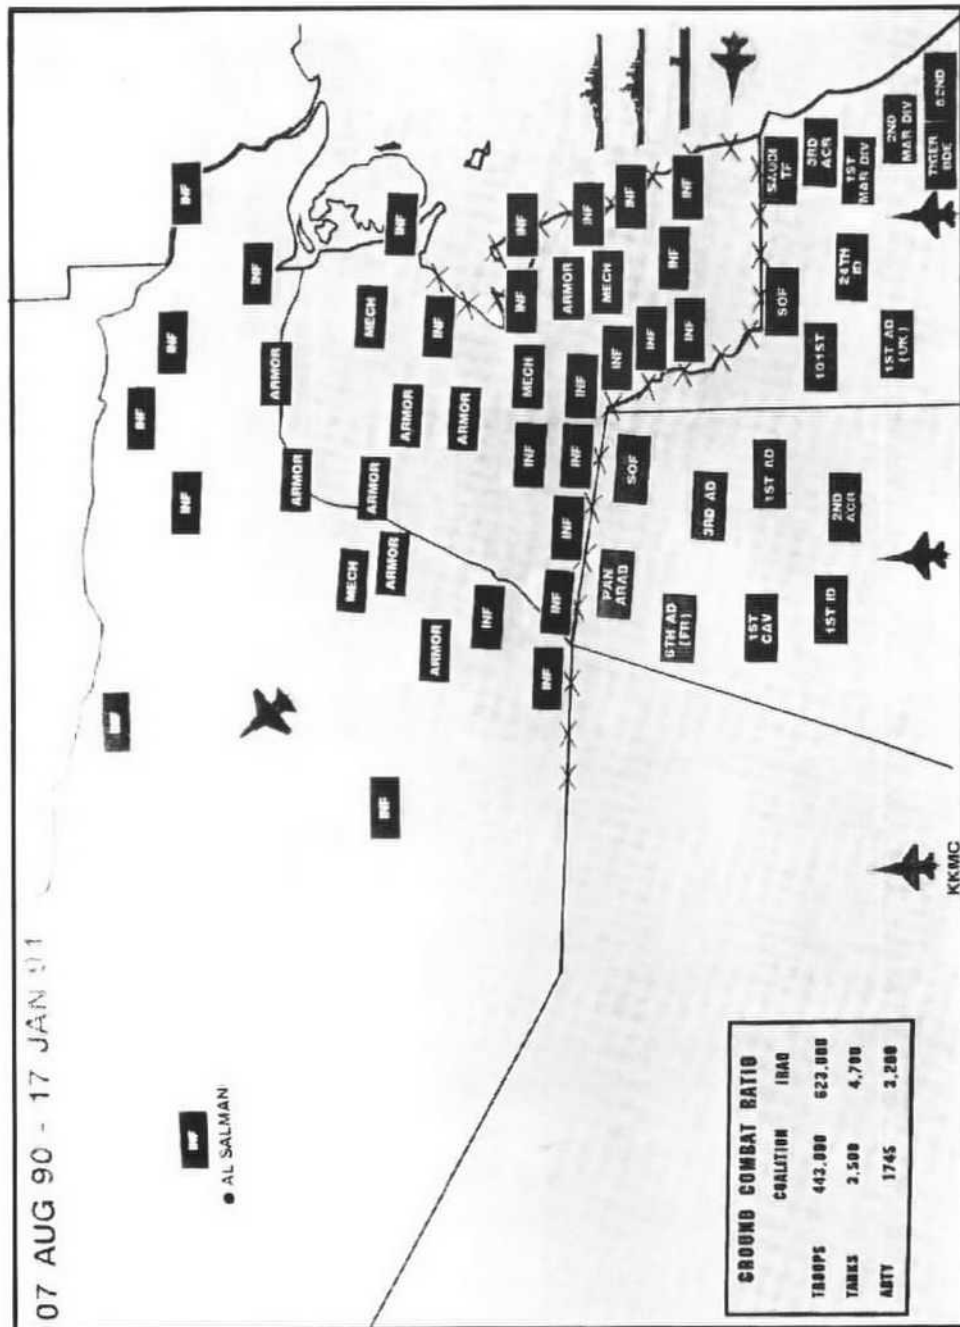 07 AUG 90 - 17 JAN 91
INF
INF
INF
INF
INF
INF
● AL SALMAN
INF
ARMOR
ARMOR
MECH
ARMOR
MECH
INF
ARMOR
ARMOR
INF
ARMOR
INF
ARMOR
INF
MECH
INF
INF
INF
INF
INF
INF
INF
INF
ARMOR
INF
INF
MECH
INF
INF
INF
INF
INF
PAN
ARAB
SOF
6TH AD
(FR)
3RD AD
1ST
CAV
1ST AD
SOF
SAUDI
TF
1ST ID
2ND
ACR
101ST
24TH
ID
3RD
ACR
1ST
MAR DIV
1ST AD
(UK)
2ND
MAR DIV
TIGER
BDE
82ND
KKMC
GROUND COMBAT RATIO
COALITION IRAQ
TROOPS 443,000 623,000
TANKS 3,500 4,700
ARTY 1745 3,200